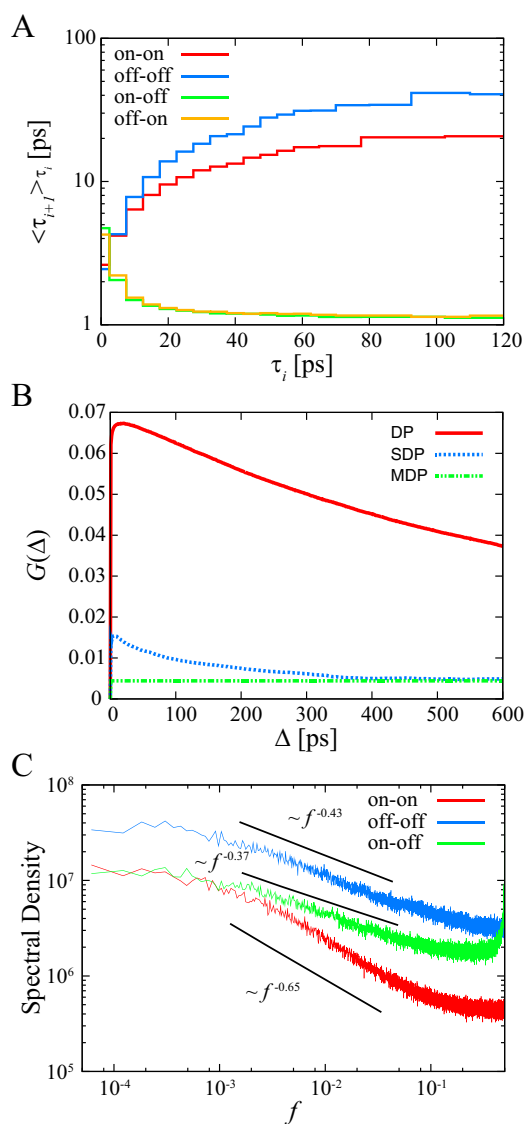 A
100
10
1
<τi+1>τi [ps]
on-on
off-off
on-off
off-on
0 20 40 60 80 100 120
τi [ps]
B
0.07
0.06
0.05
0.04
0.03
0.02
0.01
0
G(Δ)
DP
SDP
MDP
0 100 200 300 400 500 600
Δ [ps]
C
10^8
10^7
10^6
10^5
Spectral Density
on-on
off-off
on-off
~ f^-0.43
~ f^-0.37
~ f^-0.65
10^-4 10^-3 10^-2 10^-1
f